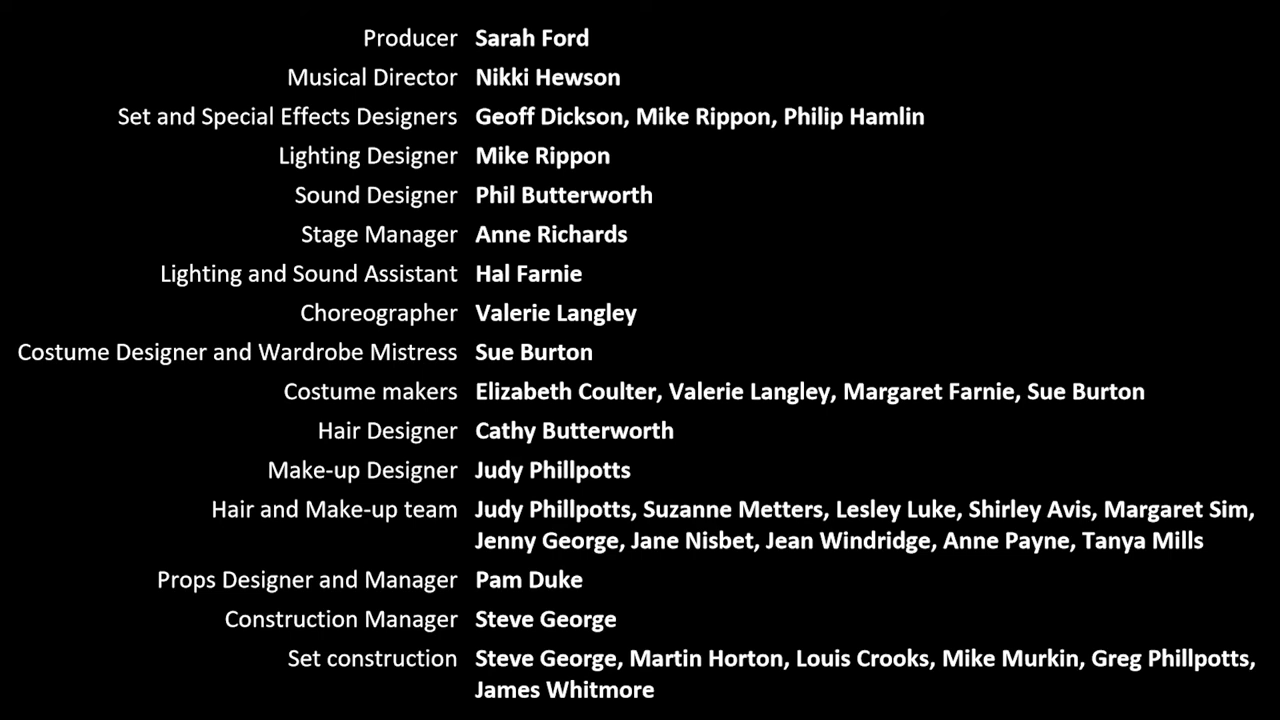 Producer Sarah Ford
Musical Director Nikki Hewson
Set and Special Effects Designers Geoff Dickson, Mike Rippon, Philip Hamlin
Lighting Designer Mike Rippon
Sound Designer Phil Butterworth
Stage Manager Anne Richards
Lighting and Sound Assistant Hal Farnie
Choreographer Valerie Langley
Costume Designer and Wardrobe Mistress Sue Burton
Costume makers Elizabeth Coulter, Valerie Langley, Margaret Farnie, Sue Burton
Hair Designer Cathy Butterworth
Make-up Designer Judy Phillpotts
Hair and Make-up team Judy Phillpotts, Suzanne Metters, Lesley Luke, Shirley Avis, Margaret Sim,
Jenny George, Jane Nisbet, Jean Windridge, Anne Payne, Tanya Mills
Props Designer and Manager Pam Duke
Construction Manager Steve George
Set construction Steve George, Martin Horton, Louis Crooks, Mike Murkin, Greg Phillpotts,
James Whitmore